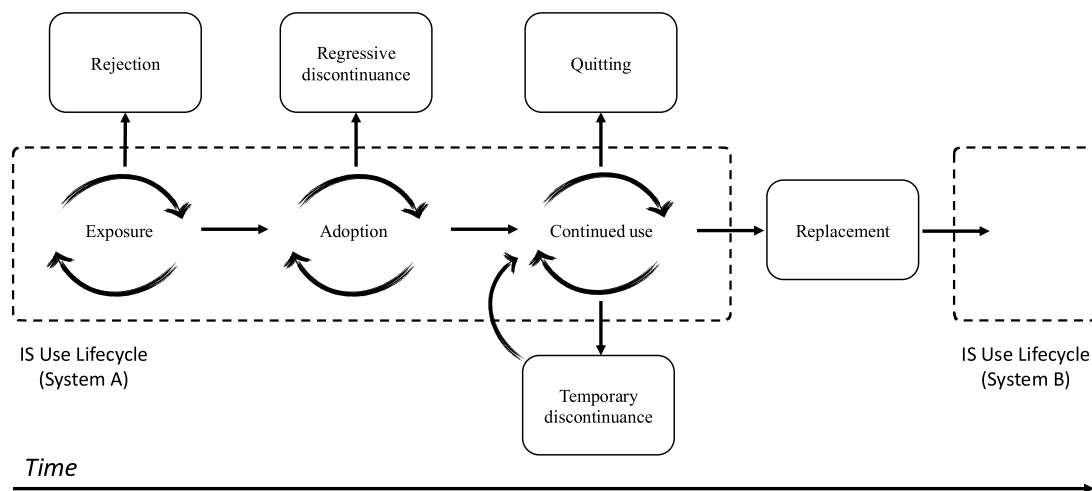 Rejection
Regressive
discontinuance
Quitting
Exposure
Adoption
Continued use
Replacement
IS Use Lifecycle
(System A)
IS Use Lifecycle
(System B)
Temporary
discontinuance
Time